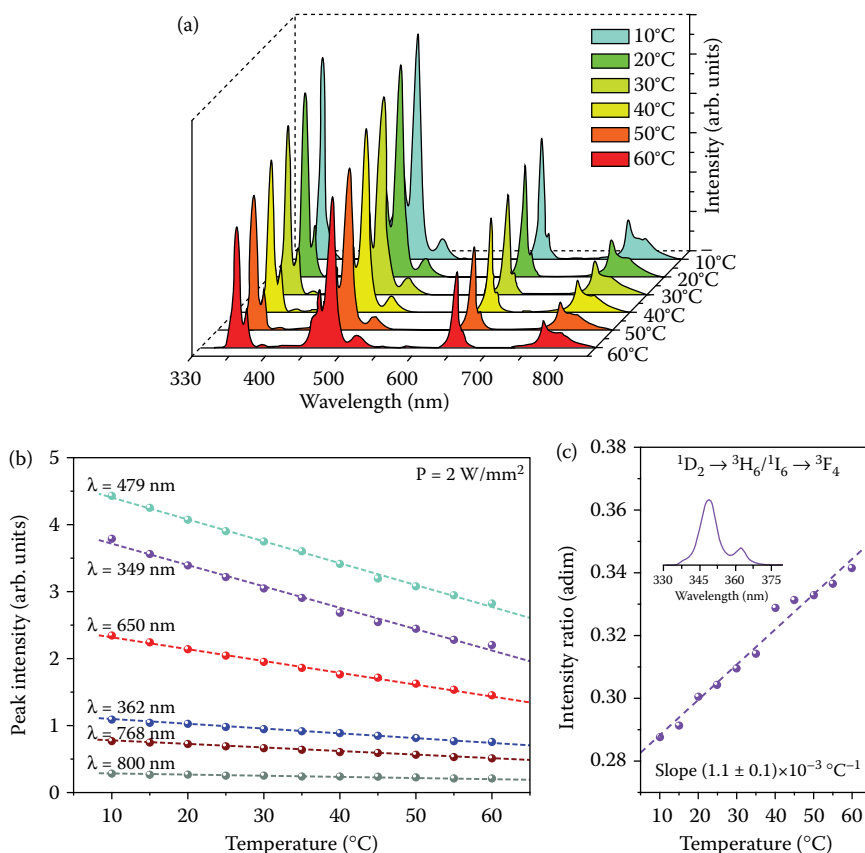 (a)
10°C
20°C
30°C
40°C
50°C
60°C
Intensity (arb. units)
10°C
20°C
30°C
40°C
50°C
60°C
330 400 500 600 700 800
Wavelength (nm)
(b)
5
4
3
2
1
0
Peak intensity (arb. units)
P = 2 W/mm²
λ = 479 nm
λ = 349 nm
λ = 650 nm
λ = 362 nm
λ = 768 nm
λ = 800 nm
10 20 30 40 50 60
Temperature (°C)
(c)
0.38
0.36
0.34
0.32
0.30
0.28
Intensity ratio (adim)
¹D₂ → ³H₆/¹I₆ → ³F₄
330 345 360 375
Wavelength (nm)
Slope (1.1 ± 0.1)×10⁻³ °C⁻¹
10 20 30 40 50 60
Temperature (°C)